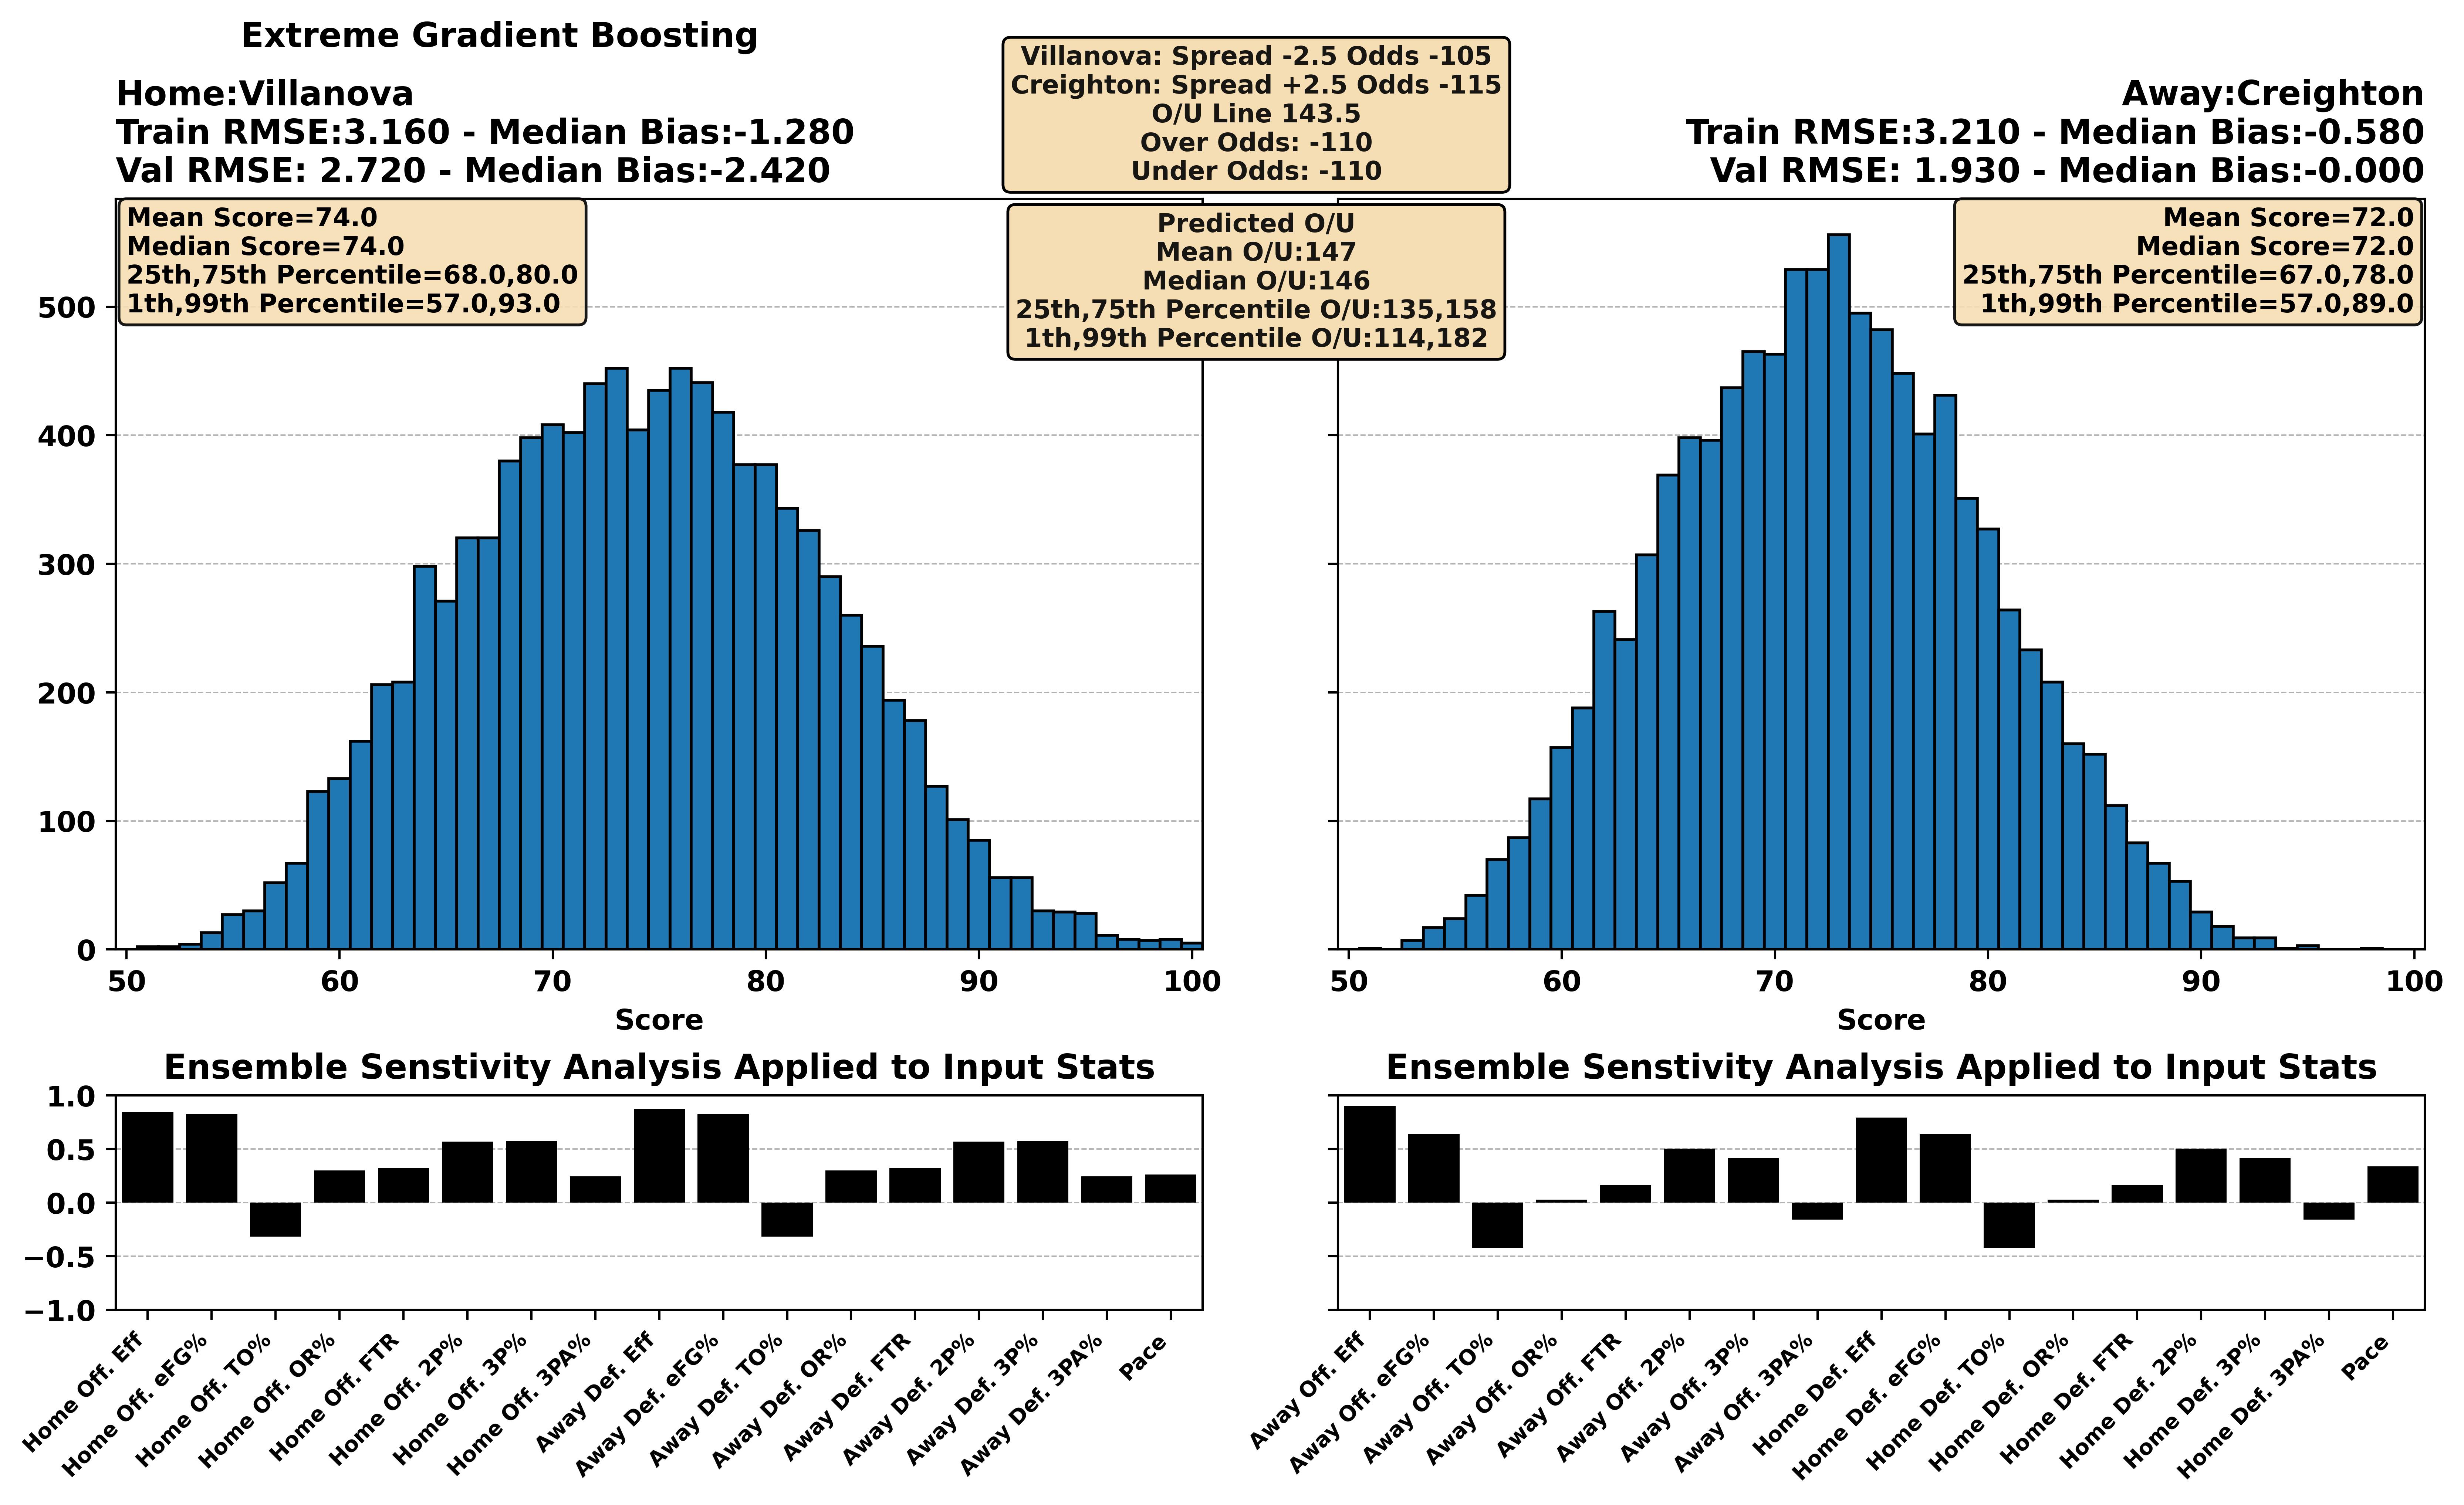 Extreme Gradient Boosting
Home:Villanova
Train RMSE:3.160 - Median Bias:-1.280
Val RMSE: 2.720 - Median Bias:-2.420
Villanova: Spread -2.5 Odds -105
Creighton: Spread +2.5 Odds -115
O/U Line 143.5
Over Odds: -110
Under Odds: -110
Away:Creighton
Train RMSE:3.210 - Median Bias:-0.580
Val RMSE: 1.930 - Median Bias:-0.000
Mean Score=74.0
Median Score=74.0
25th,75th Percentile=68.0,80.0
1th,99th Percentile=57.0,93.0
Predicted O/U
Mean O/U:147
Median O/U:146
25th,75th Percentile O/U:135,158
1th,99th Percentile O/U:114,182
Mean Score=72.0
Median Score=72.0
25th,75th Percentile=67.0,78.0
1th,99th Percentile=57.0,89.0
500
400
300
200
100
0
50 60 70 80 90 100
Score
50 60 70 80 90 100
Score
Ensemble Senstivity Analysis Applied to Input Stats
1.0
0.5
0.0
−0.5
−1.0
Home Off. Eff
Home Off. eFG%
Home Off. TO%
Home Off. OR%
Home Off. FTR
Home Off. 2P%
Home Off. 3P%
Home Off. 3PA%
Away Def. Eff
Away Def. eFG%
Away Def. TO%
Away Def. OR%
Away Def. FTR
Away Def. 2P%
Away Def. 3P%
Away Def. 3PA%
Pace
Ensemble Senstivity Analysis Applied to Input Stats
Away Off. Eff
Away Off. eFG%
Away Off. TO%
Away Off. OR%
Away Off. FTR
Away Off. 2P%
Away Off. 3P%
Away Off. 3PA%
Home Def. Eff
Home Def. eFG%
Home Def. TO%
Home Def. OR%
Home Def. FTR
Home Def. 2P%
Home Def. 3P%
Home Def. 3PA%
Pace